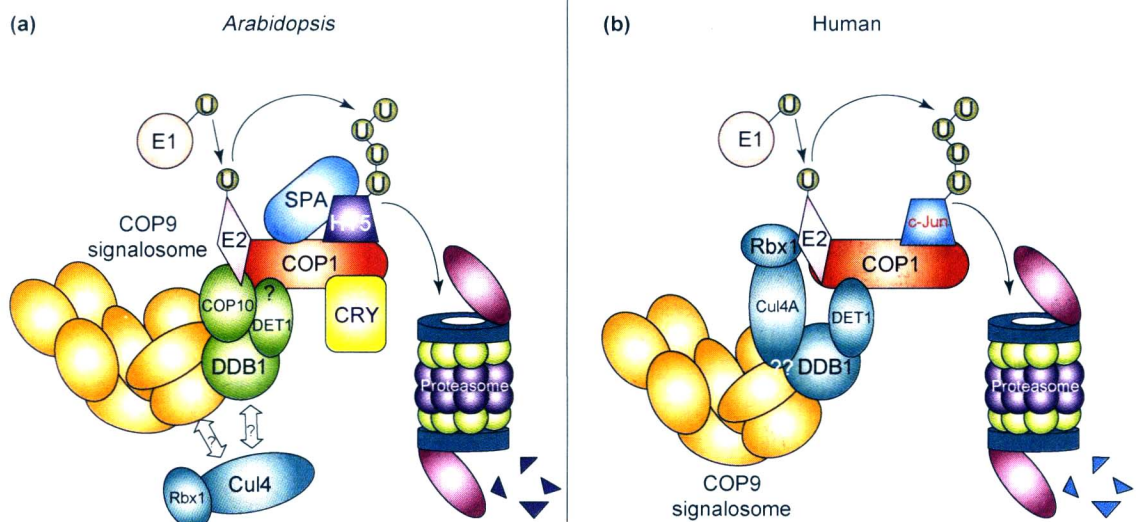 (a)
Arabidopsis
U
E1
U
U
U
U
U
SPA
COP9
signalosome
E2
COP1
?
COP10
DET1
CRY
DDB1
Proteasome
?
?
Rbx1
Cul4
(b)
Human
U
E1
U
U
U
U
U
Rbx1
E2
c-Jun
COP1
Cul4A
DET1
??
DDB1
Proteasome
COP9
signalosome